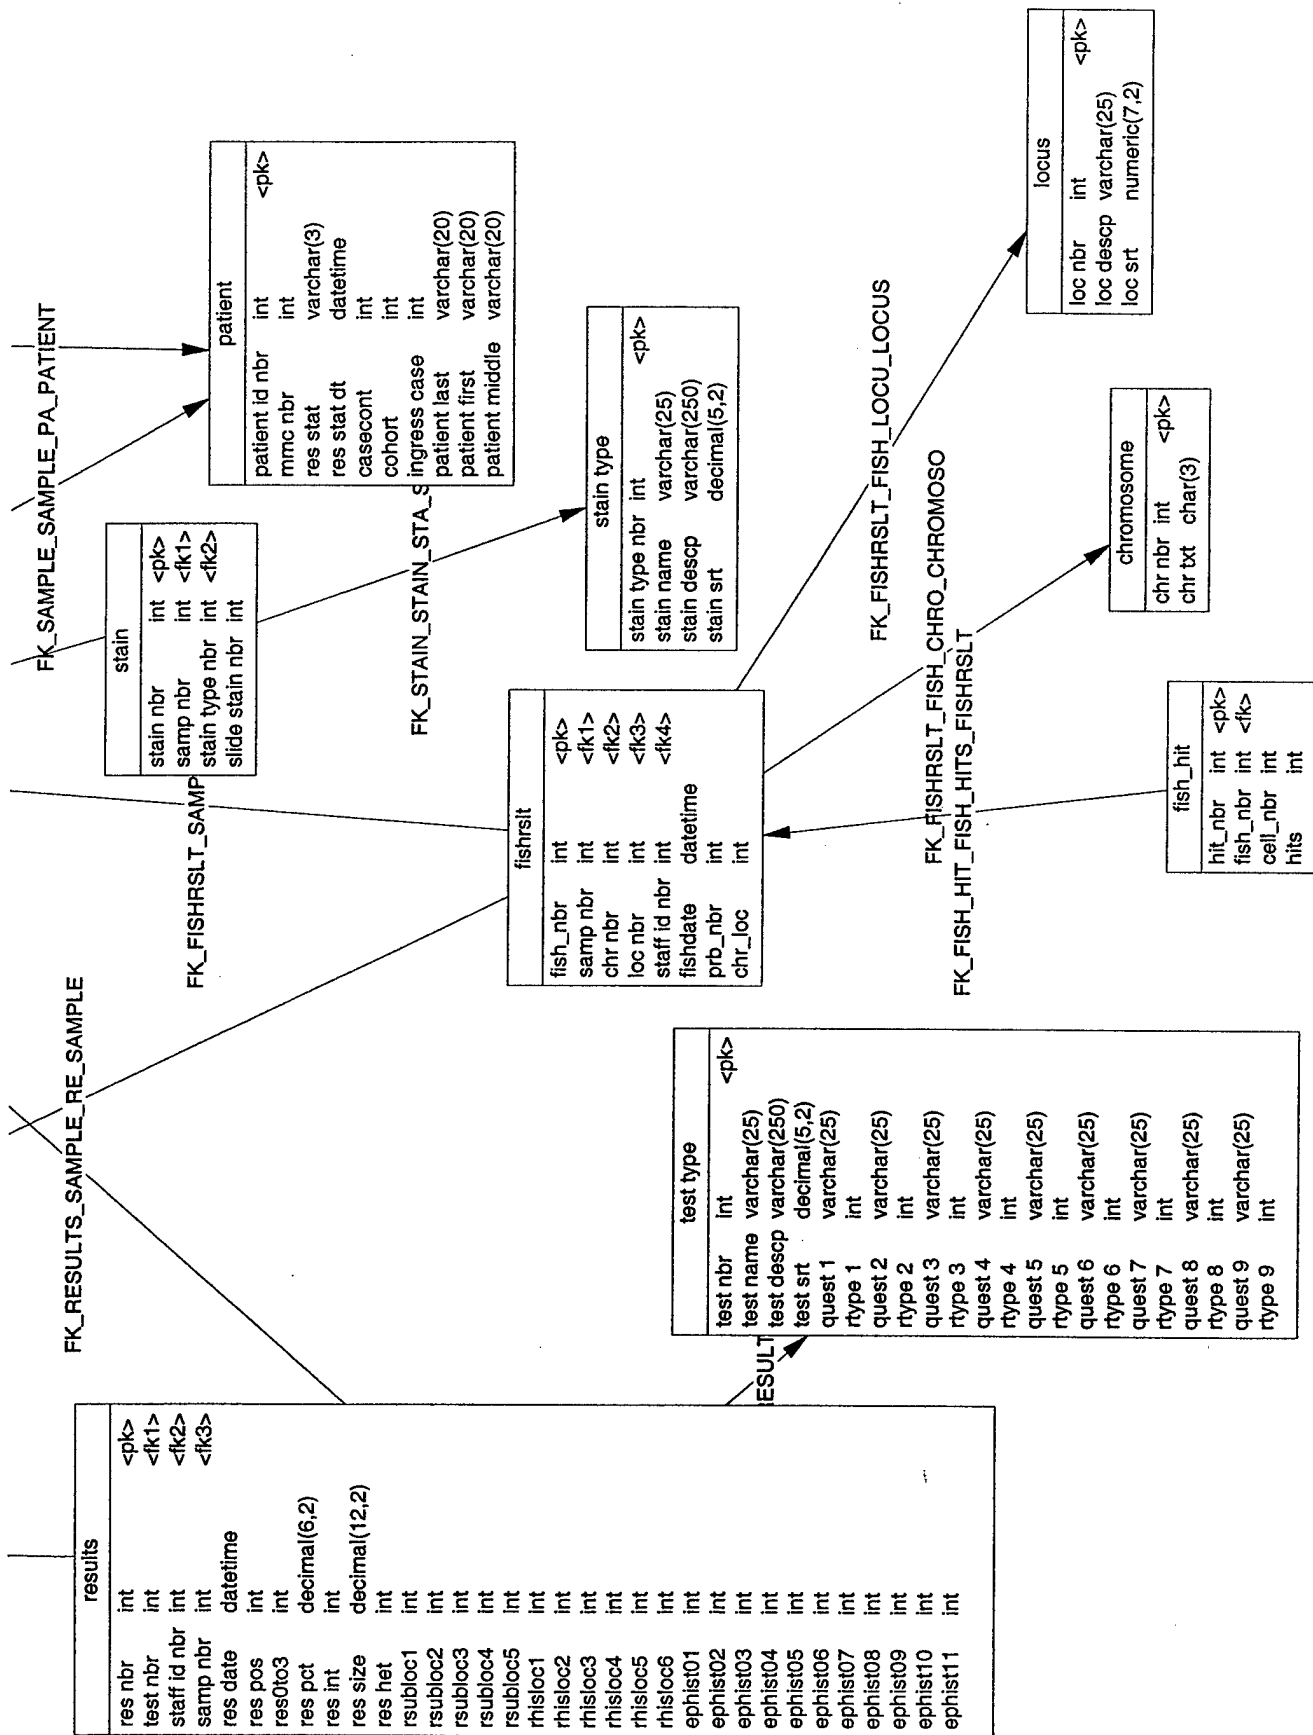 FK_RESULTS_SAMPLE_RE_SAMPLE
FK_SAMPLE_SAMPLE_PA_PATIENT
results
res nbr int <pk>
test nbr int <fk1>
staff id nbr int <fk2>
samp nbr int <fk3>
res date datetime
res pos int
res0to3 int
res pct decimal(6,2)
res int int
res size decimal(12,2)
res het int
rsubloc1 int
rsubloc2 int
rsubloc3 int
rsubloc4 int
rsubloc5 int
rhisloc1 int
rhisloc2 int
rhisloc3 int
rhisloc4 int
rhisloc5 int
rhisloc6 int
ephist01 int
ephist02 int
ephist03 int
ephist04 int
ephist05 int
ephist06 int
ephist07 int
ephist08 int
ephist09 int
ephist10 int
ephist11 int
stain
stain nbr int <pk>
samp nbr int <fk1>
stain type nbr int <fk2>
slide stain nbr int
FK_FISHRSLT_SAMP
patient
patient id nbr int <pk>
mmc nbr int
res stat varchar(3)
res stat dt datetime
casecont int
cohort int
ingress case int
patient last varchar(20)
patient first varchar(20)
patient middle varchar(20)
FK_STAIN_STAIN_STA_S
fishrslt
fish_nbr int <pk>
samp nbr int <fk1>
chr nbr int <fk2>
loc nbr int <fk3>
staff id nbr int <fk4>
fishdate datetime
prb_nbr int
chr_loc int
stain type
stain type nbr int <pk>
stain name varchar(25)
stain descp varchar(250)
stain srt decimal(5,2)
RESULT
test type
test nbr int <pk>
test name varchar(25)
test descp varchar(250)
test srt decimal(5,2)
quest 1 varchar(25)
rtype 1 int
quest 2 varchar(25)
rtype 2 int
quest 3 varchar(25)
rtype 3 int
quest 4 varchar(25)
rtype 4 int
quest 5 varchar(25)
rtype 5 int
quest 6 varchar(25)
rtype 6 int
quest 7 varchar(25)
rtype 7 int
quest 8 varchar(25)
rtype 8 int
quest 9 varchar(25)
rtype 9 int
FK_FISHRSLT_FISH_LOCU_LOCUS
FK_FISHRSLT_FISH_CHRO_CHROMOSO
FK_FISH_HIT_FISH_HITS_FISHRSLT
locus
loc nbr int <pk>
loc descp varchar(25)
loc srt numeric(7,2)
chromosome
chr nbr int <pk>
chr txt char(3)
fish_hit
hit_nbr int <pk>
fish_nbr int <fk>
cell_nbr int
hits int